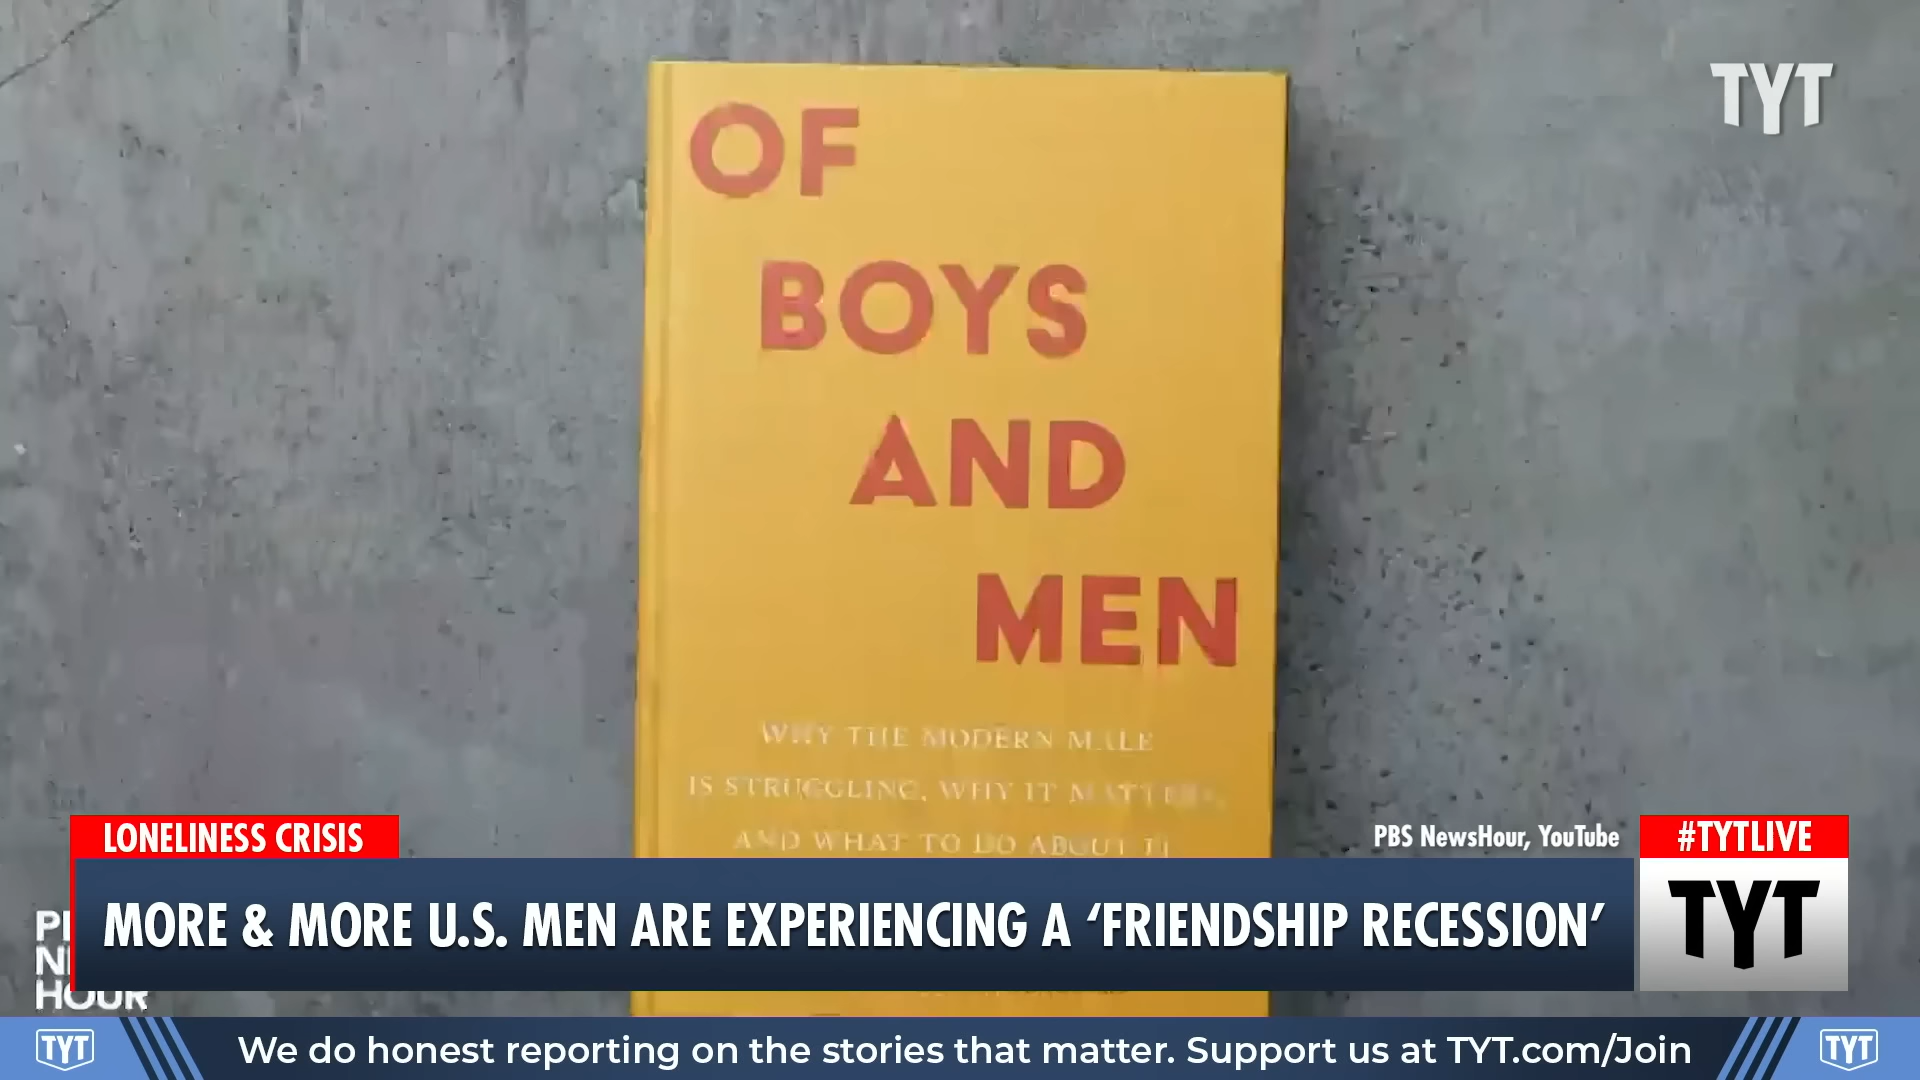 TYT
OF
BOYS
AND
MEN
WHY THE MODERN MALE
IS STRUGGLING, WHY IT MATTERS,
AND WHAT TO DO ABOUT IT
LONELINESS CRISIS
PBS NewsHour, YouTube
#TYTLIVE
MORE & MORE U.S. MEN ARE EXPERIENCING A ‘FRIENDSHIP RECESSION’
TYT
HOUR
TYT
We do honest reporting on the stories that matter. Support us at TYT.com/Join
TYT